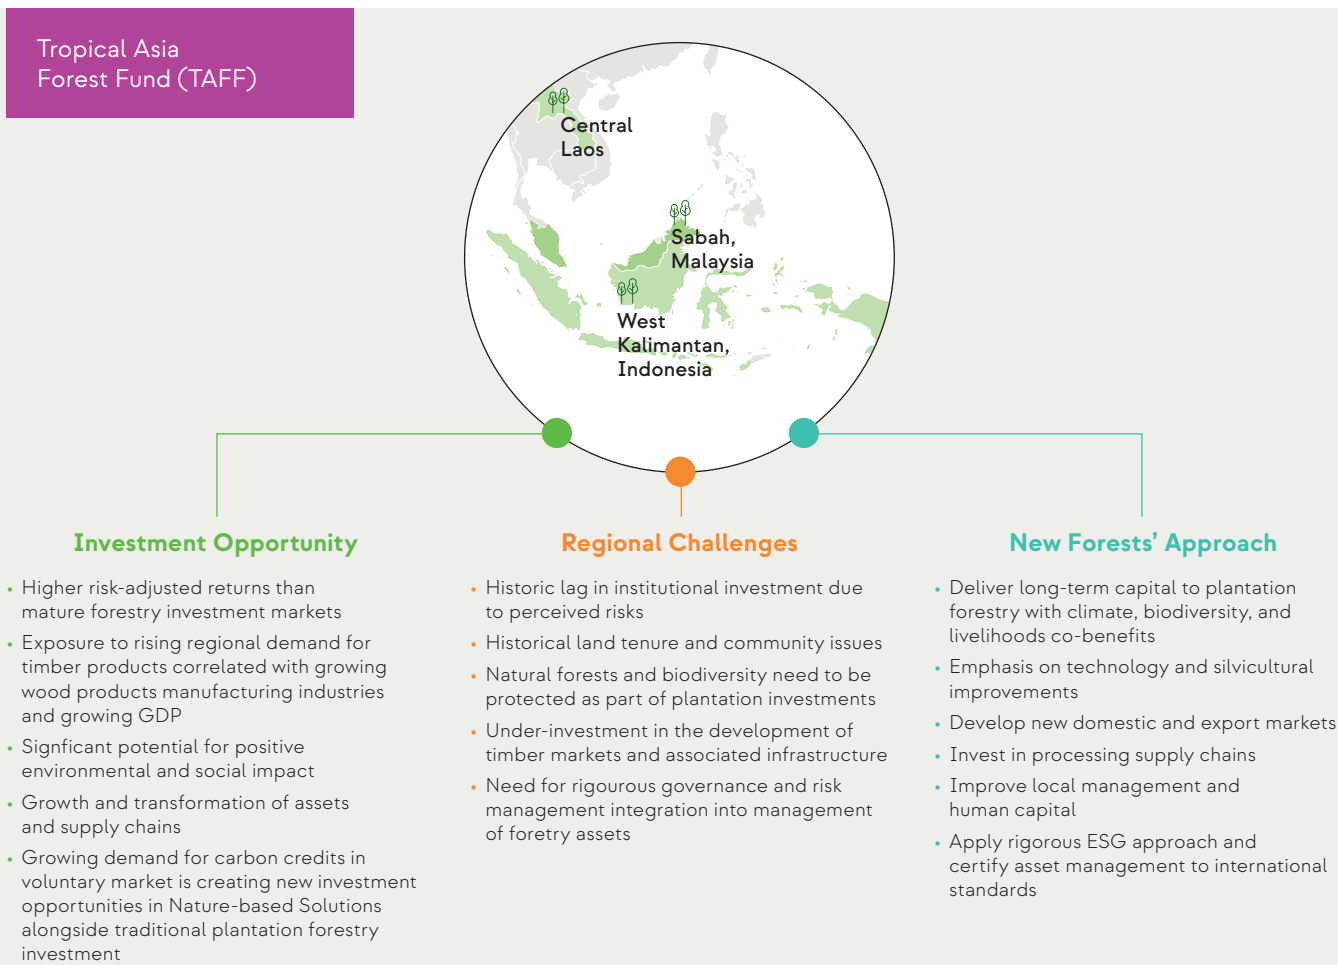 Tropical Asia
Forest Fund (TAFF)
Central
Laos
Sabah,
Malaysia
West
Kalimantan,
Indonesia
Investment Opportunity
• Higher risk-adjusted returns than
mature forestry investment markets
• Exposure to rising regional demand for
timber products correlated with growing
wood products manufacturing industries
and growing GDP
• Signficant potential for positive
environmental and social impact
• Growth and transformation of assets
and supply chains
• Growing demand for carbon credits in
voluntary market is creating new investment
opportunities in Nature-based Solutions
alongside traditional plantation forestry
investment
Regional Challenges
• Historic lag in institutional investment due
to perceived risks
• Historical land tenure and community issues
• Natural forests and biodiversity need to be
protected as part of plantation investments
• Under-investment in the development of
timber markets and associated infrastructure
• Need for rigourous governance and risk
management integration into management
of foretry assets
New Forests’ Approach
• Deliver long-term capital to plantation
forestry with climate, biodiversity, and
livelihoods co-benefits
• Emphasis on technology and silvicultural
improvements
• Develop new domestic and export markets
• Invest in processing supply chains
• Improve local management and
human capital
• Apply rigorous ESG approach and
certify asset management to international
standards